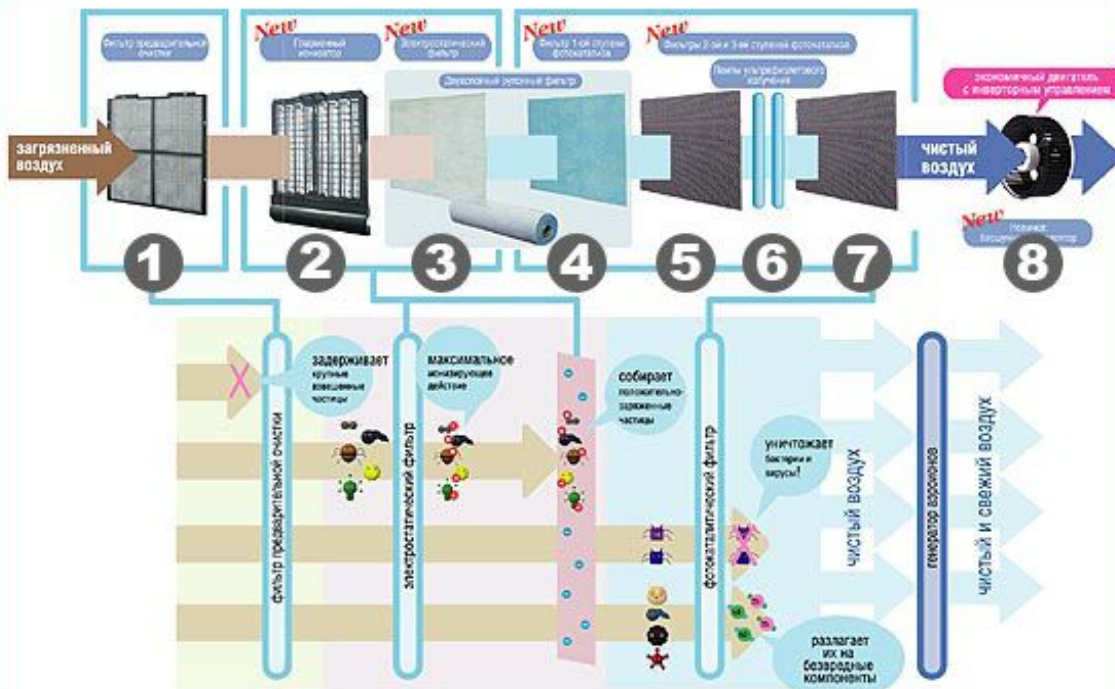 New
New
New
New
Фильтр предварительной
очистки
Плазменный
ионизатор
Электростатический
фильтр
Фильтр 1-ой ступени
фотокатализа
Фильтры 2-ой и 3-ей ступеней фотокатализа
Двухслойный рулонный фильтр
Лампы ультрафиолетового
излучения
экономичный двигатель
с инверторным управлением
загрязненный
воздух
чистый
воздух
New
Новинка:
1
2
3
4
5
6
7
8
задерживает
крупные
взвешенные
частицы
максимальное
ионизирующее
действие
собирает
положительно-
заряженные
частицы
уничтожает
бактерии и
вирусы!
разлагает
их на
безвредные
компоненты
фильтр предварительной очистки
электростатический фильтр
фотокаталитический фильтр
чистый воздух
генератор аэроионов
чистый и свежий воздух